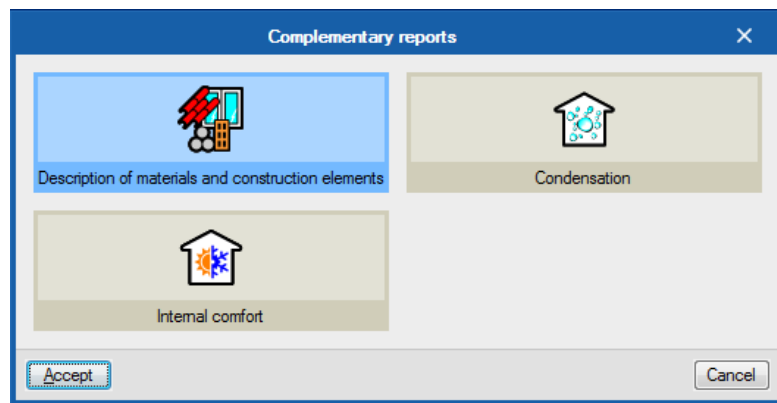 Complementary reports
Description of materials and construction elements
Condensation
Internal comfort
Accept
Cancel